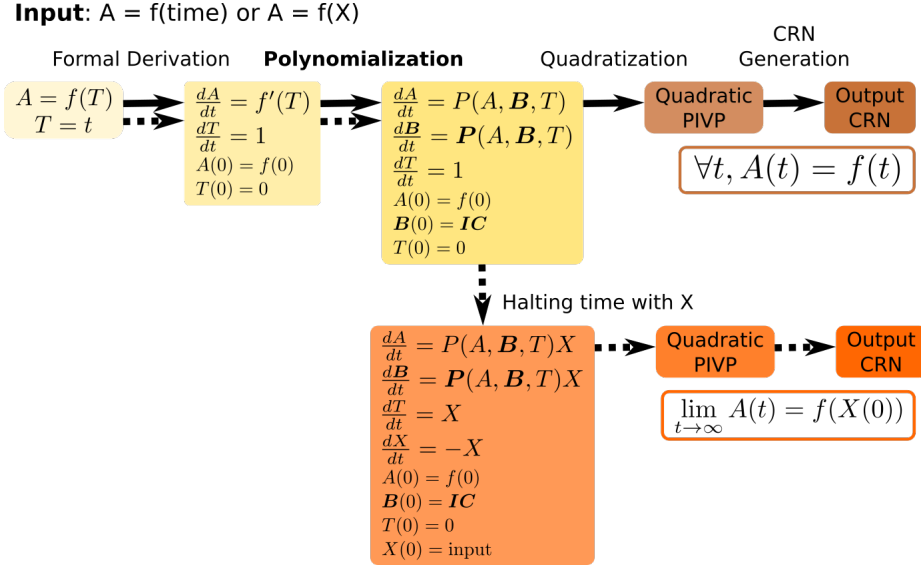 Input: A = f(time) or A = f(X)
Formal Derivation
Polynomialization
Quadratization
CRN
Generation
A = f(T)
T = t
dA/dt = f′(T)
dT/dt = 1
A(0) = f(0)
T(0) = 0
dA/dt = P(A, B, T)
dB/dt = P(A, B, T)
dT/dt = 1
A(0) = f(0)
B(0) = IC
T(0) = 0
Quadratic
PIVP
Output
CRN
∀t, A(t) = f(t)
Halting time with X
dA/dt = P(A, B, T)X
dB/dt = P(A, B, T)X
dT/dt = X
dX/dt = −X
A(0) = f(0)
B(0) = IC
T(0) = 0
X(0) = input
Quadratic
PIVP
Output
CRN
lim t→∞ A(t) = f(X(0))